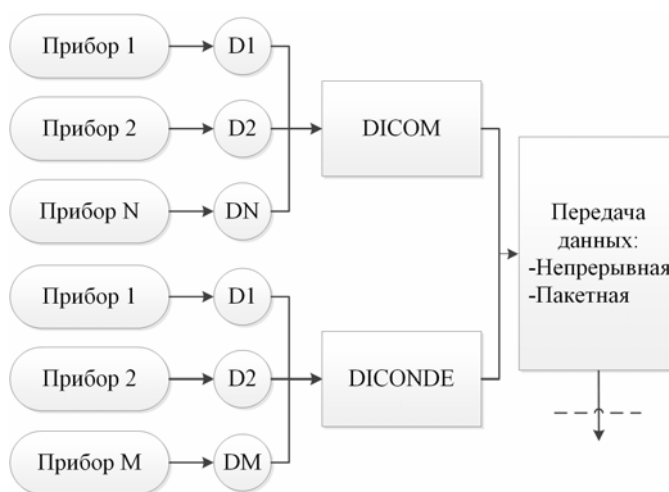 Прибор 1
D1
Прибор 2
D2
Прибор N
DN
DICOM
Прибор 1
D1
Прибор 2
D2
Прибор M
DM
DICONDE
Передача
данных:
-Непрерывная
-Пакетная